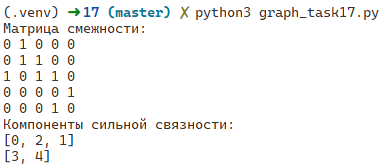 (.venv) ➜17 (master) ✗ python3 graph_task17.py
Матрица смежности:
0 1 0 0 0
0 1 1 0 0
1 0 1 1 0
0 0 0 0 1
0 0 0 1 0
Компоненты сильной связности:
[0, 2, 1]
[3, 4]